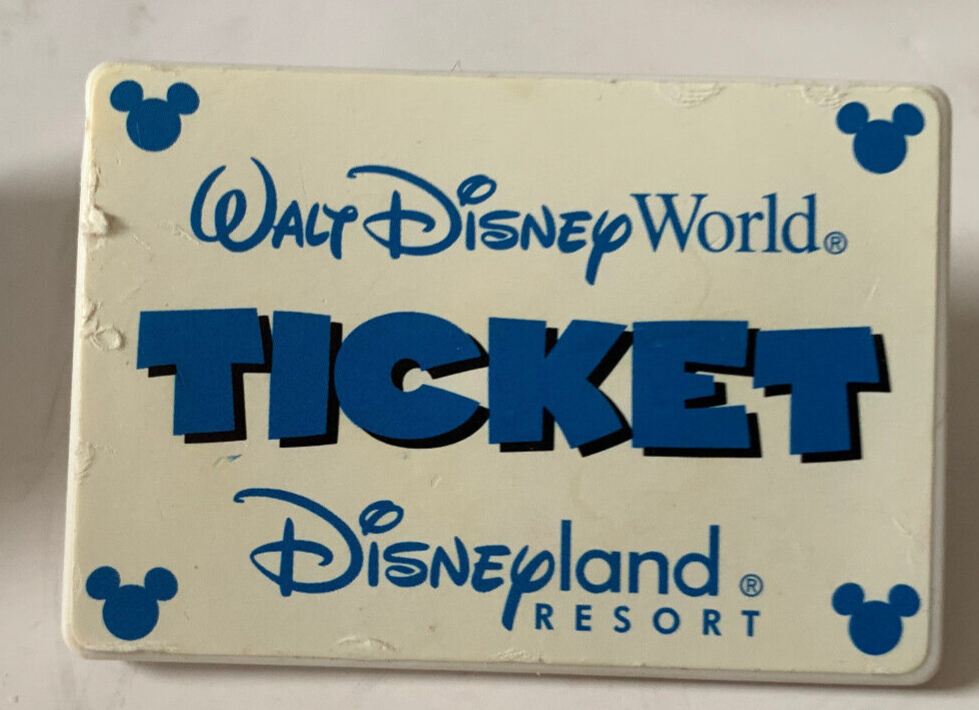 WALT DISNEY World®
TICKET
DISNEYland®
RESORT